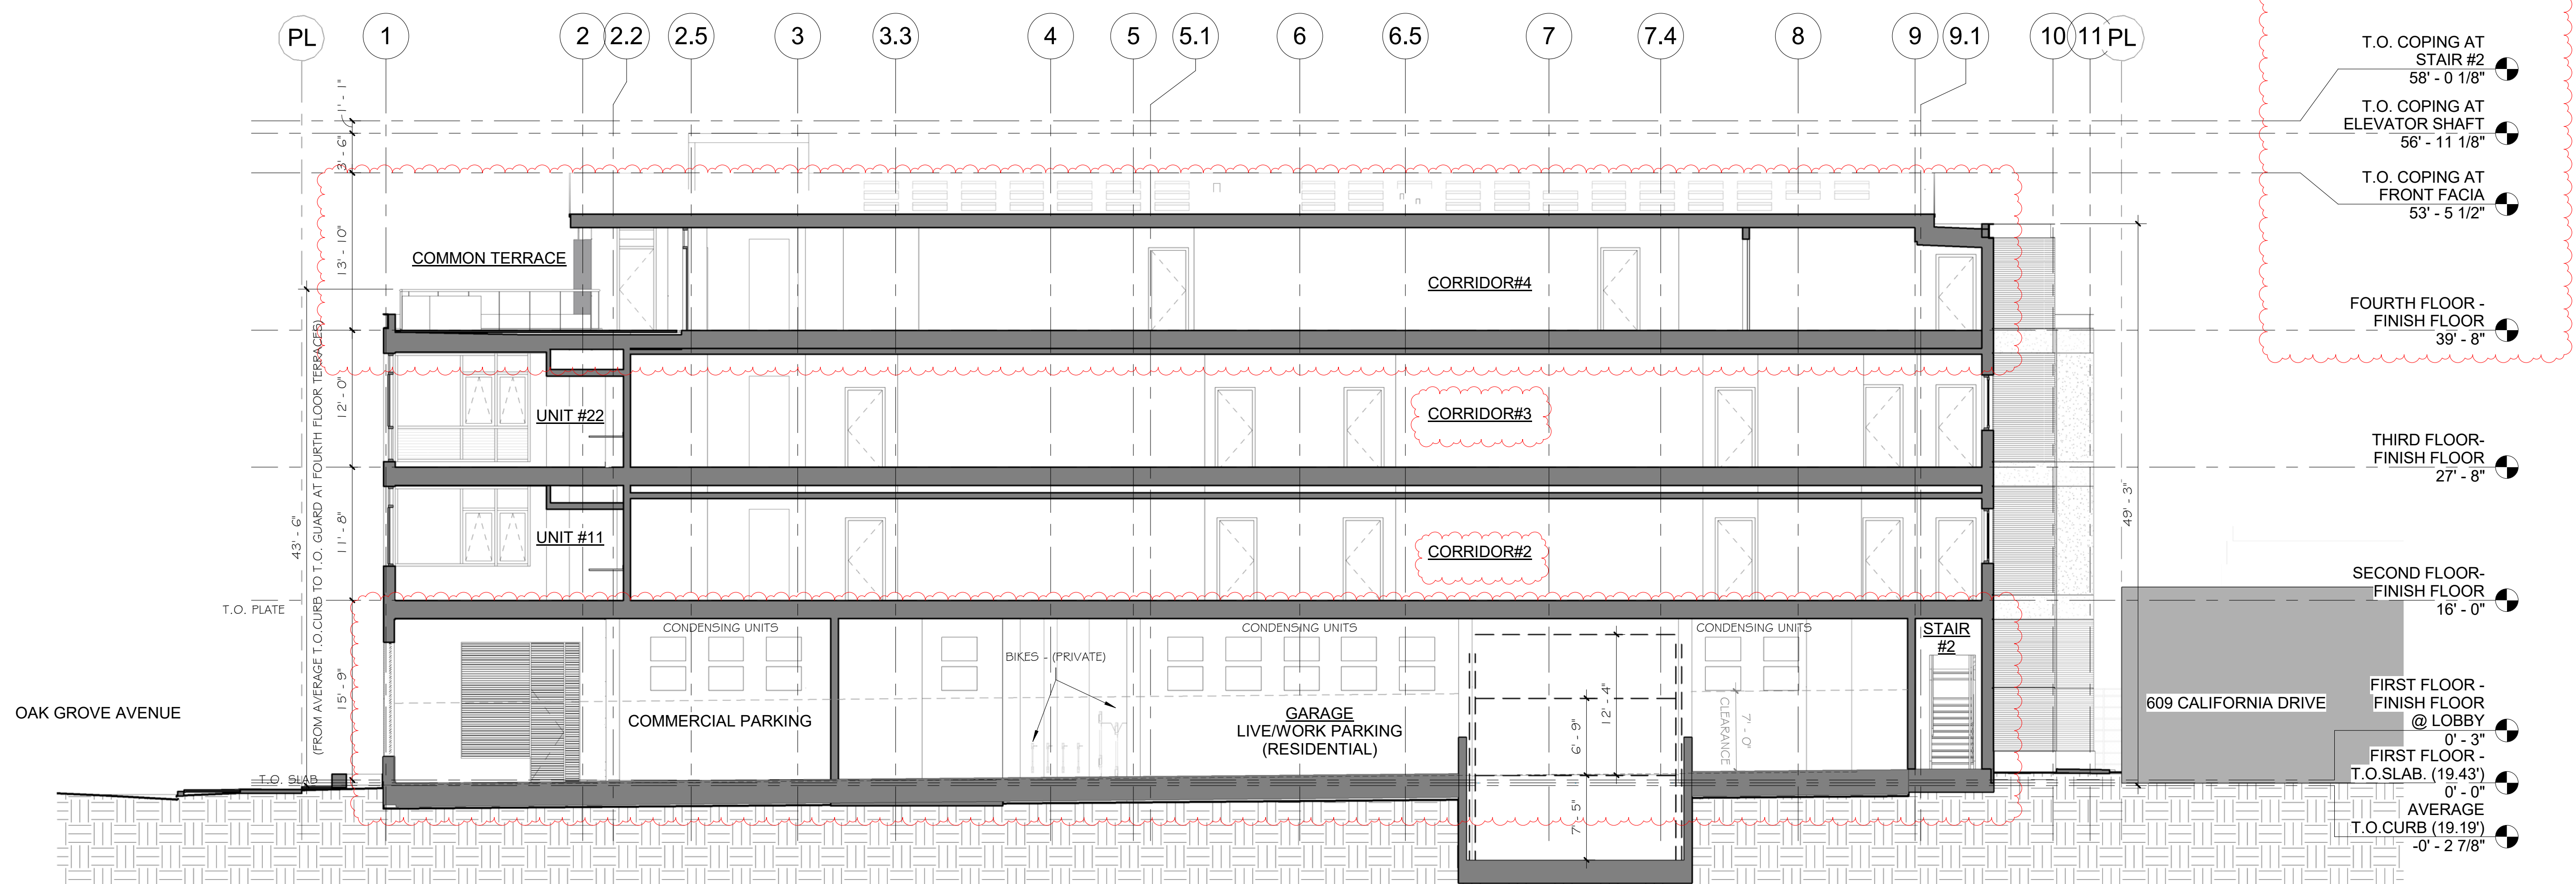 PL 1 2 2.2 2.5 3 3.3 4 5 5.1 6 6.5 7 7.4 8 9 9.1 10 11 PL
T.O. COPING AT
STAIR #2
58' - 0 1/8"
T.O. COPING AT
ELEVATOR SHAFT
56' - 11 1/8"
T.O. COPING AT
FRONT FACIA
53' - 5 1/2"
FOURTH FLOOR -
FINISH FLOOR
39' - 8"
THIRD FLOOR-
FINISH FLOOR
27' - 8"
SECOND FLOOR-
FINISH FLOOR
16' - 0"
FIRST FLOOR -
FINISH FLOOR
@ LOBBY
0' - 3"
FIRST FLOOR -
T.O.SLAB. (19.43')
0' - 0"
AVERAGE
T.O.CURB (19.19')
-0' - 2 7/8"
1' - 1"
3' - 6"
13' - 10"
12' - 0"
11' - 8"
15' - 9"
43' - 6"
(FROM AVERAGE T.O.CURB TO T.O. GUARD AT FOURTH FLOOR TERRACES)
49' - 3"
COMMON TERRACE
CORRIDOR#4
UNIT #22
CORRIDOR#3
UNIT #11
CORRIDOR#2
T.O. PLATE
CONDENSING UNITS
CONDENSING UNITS
CONDENSING UNITS
STAIR
#2
BIKES - (PRIVATE)
OAK GROVE AVENUE
COMMERCIAL PARKING
GARAGE
LIVE/WORK PARKING
(RESIDENTIAL)
12' - 4"
6' - 9"
7' - 5"
7' - 0"
CLEARANCE
609 CALIFORNIA DRIVE
T.O. SLAB